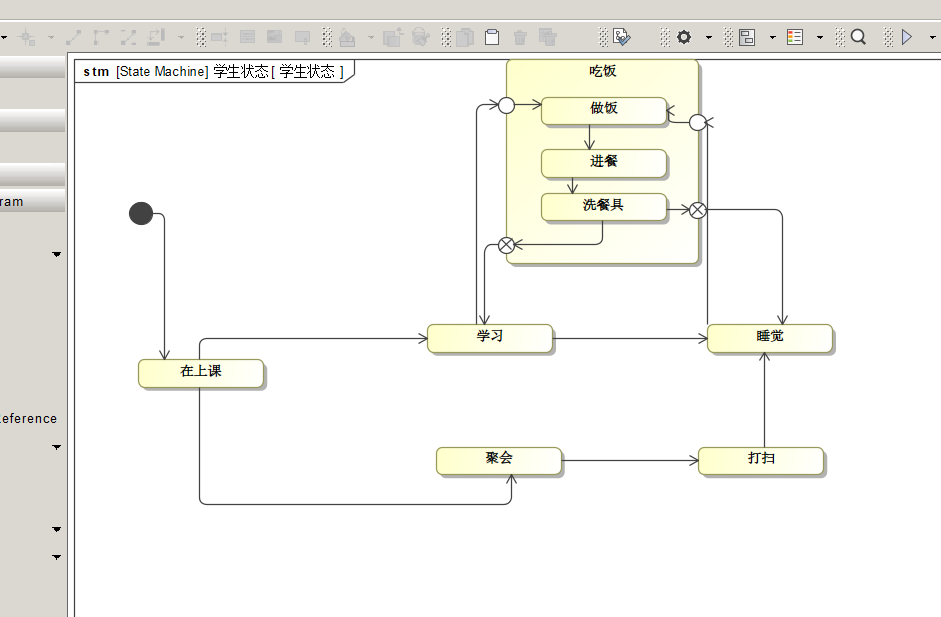 stm [State Machine] 学生状态 [ 学生状态 ]
吃饭
做饭
进餐
洗餐具
ram
学习
睡觉
在上课
eference
聚会
打扫